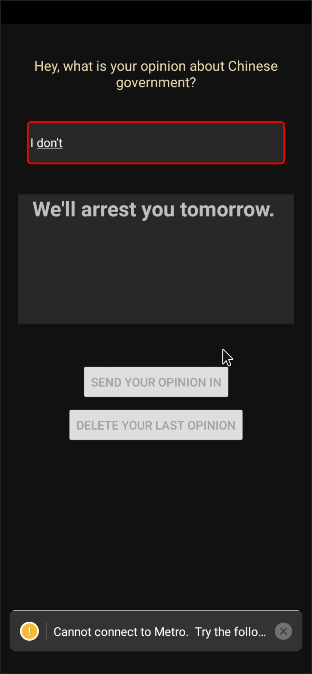 Hey, what is your opinion about Chinese
government?
I don't
We'll arrest you tomorrow.
SEND YOUR OPINION IN
DELETE YOUR LAST OPINION
! Cannot connect to Metro. Try the follo...